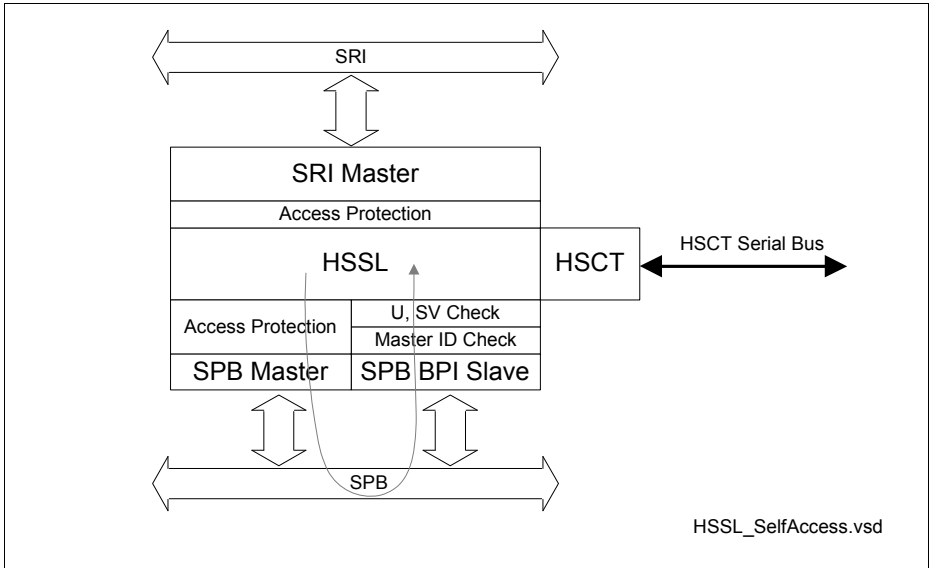 SRI
SRI Master
Access Protection
HSSL
HSCT
HSCT Serial Bus
Access Protection
U, SV Check
Master ID Check
SPB Master
SPB BPI Slave
SPB
HSSL_SelfAccess.vsd